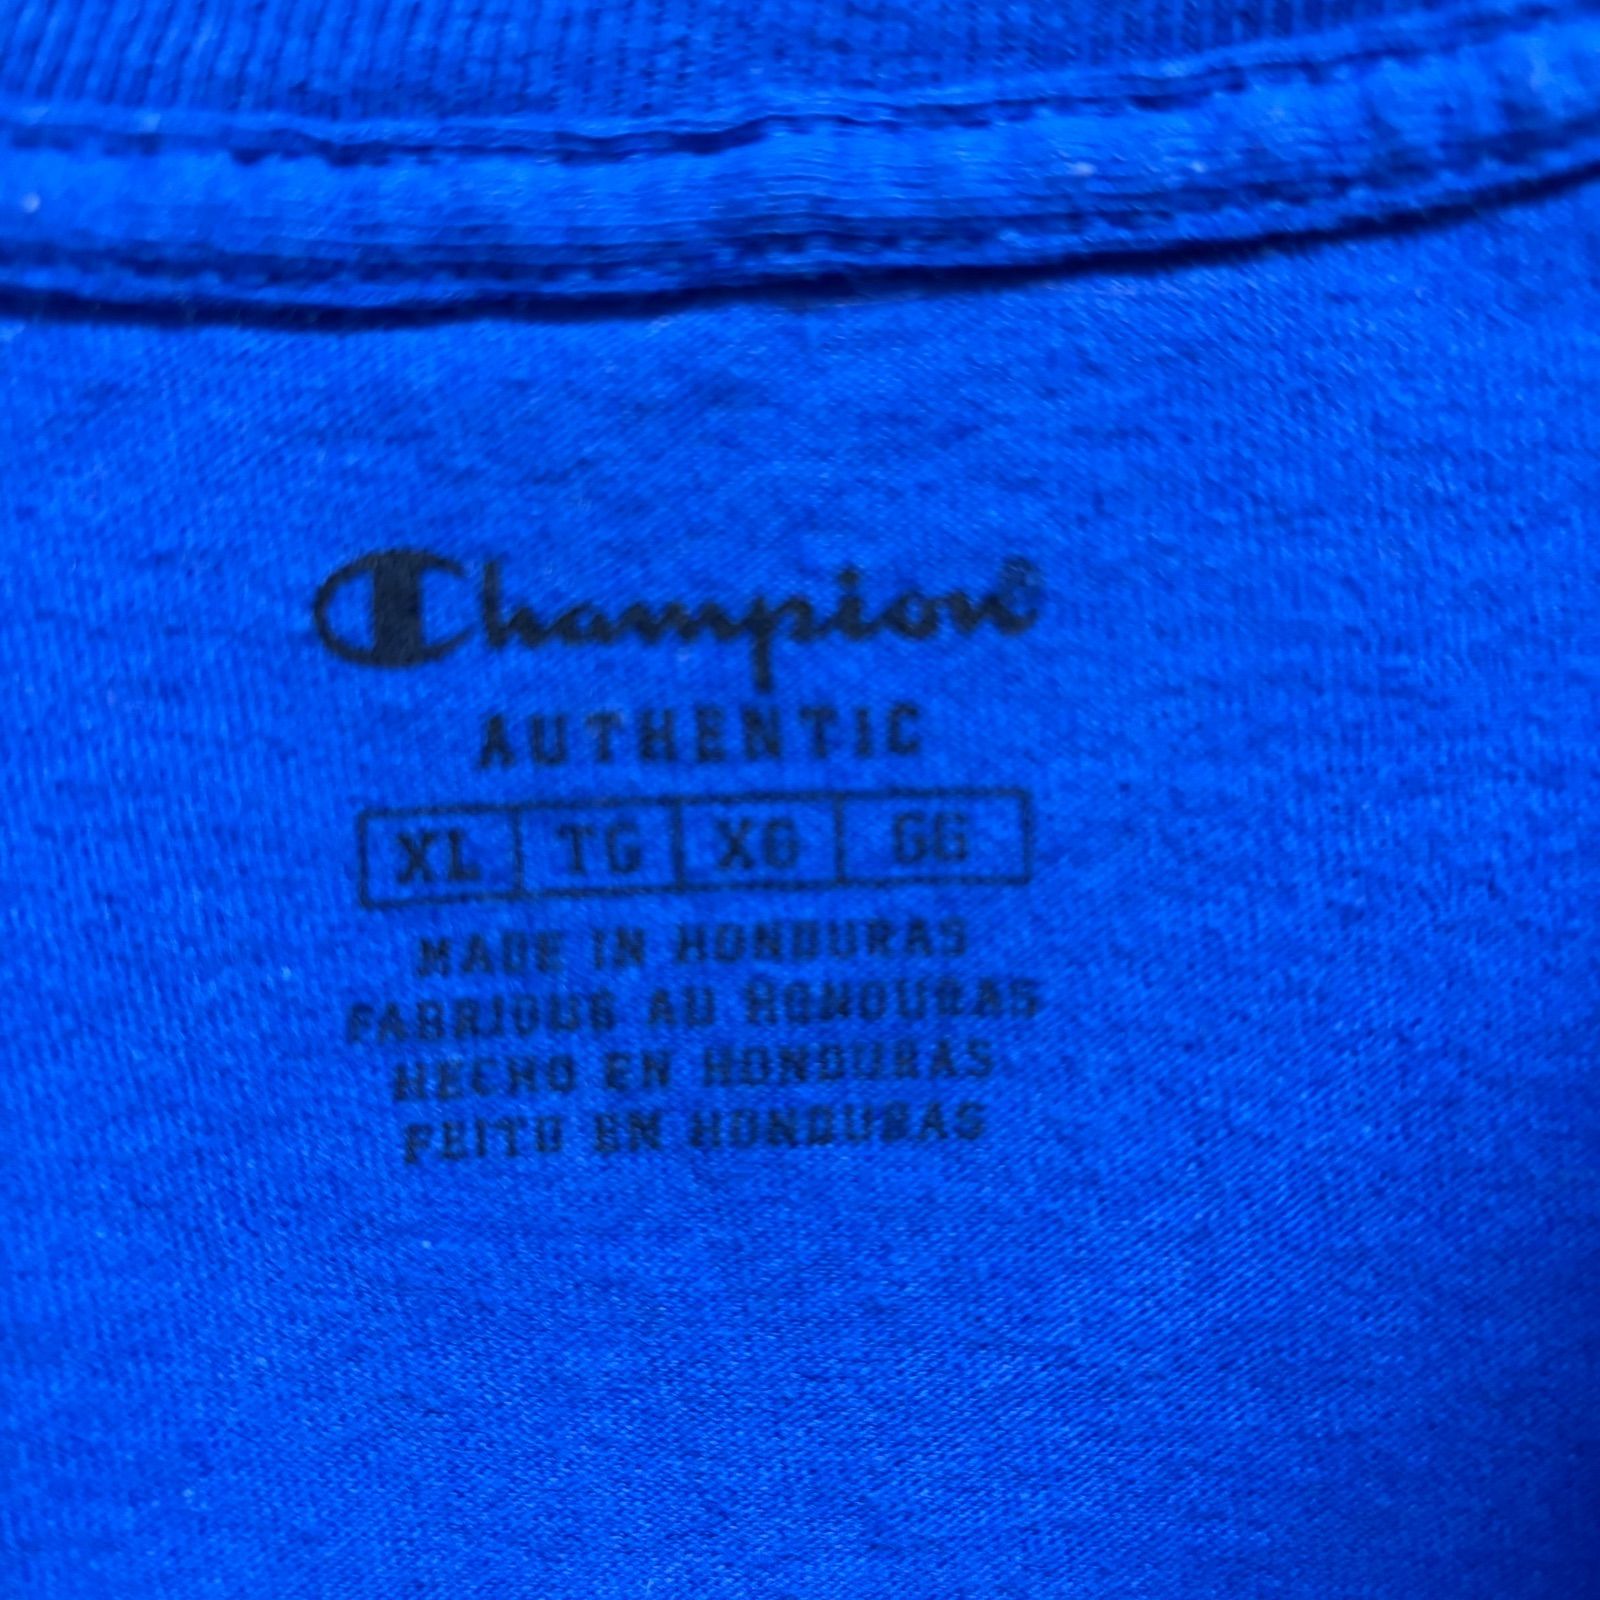 Champion
AUTHENTIC
XL TG XG GG
MADE IN HONDURAS
FABRIQUE AU HONDURAS
HECHO EN HONDURAS
FEITO EM HONDURAS